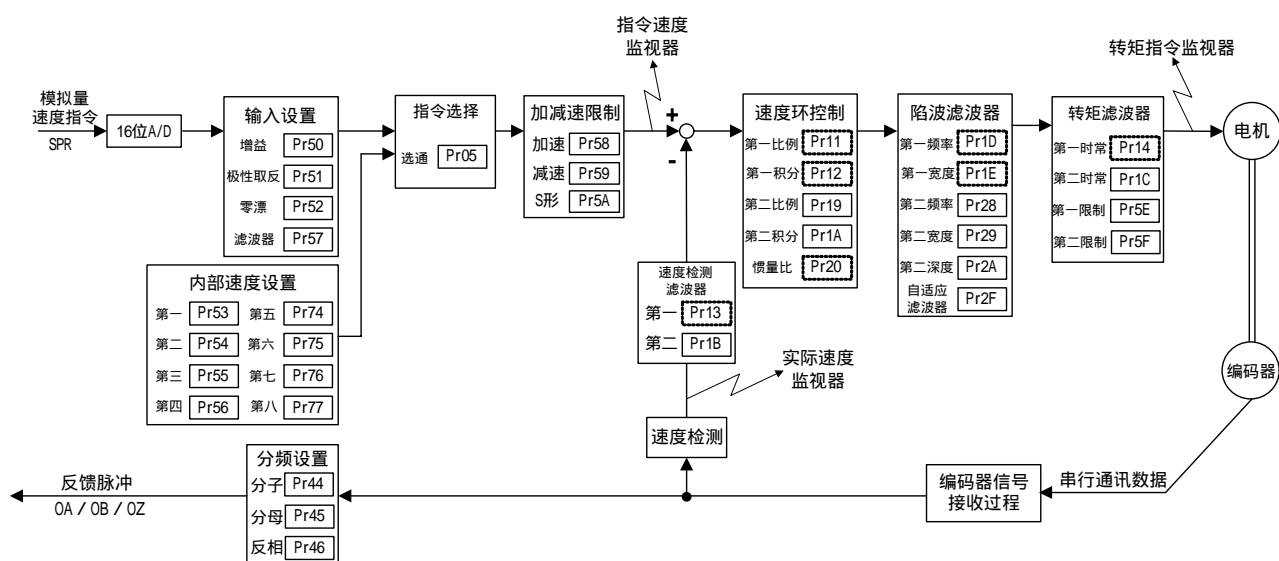 模拟量
速度指令
SPR
16位A/D
输入设置
增益 Pr50
极性取反 Pr51
零漂 Pr52
滤波器 Pr57
内部速度设置
第一 Pr53 第五 Pr74
第二 Pr54 第六 Pr75
第三 Pr55 第七 Pr76
第四 Pr56 第八 Pr77
指令选择
选通 Pr05
加减速限制
加速 Pr58
减速 Pr59
S形 Pr5A
指令速度
监视器
+
-
速度环控制
第一比例 Pr11
第一积分 Pr12
第二比例 Pr19
第二积分 Pr1A
惯量比 Pr20
陷波滤波器
第一频率 Pr1D
第一宽度 Pr1E
第二频率 Pr28
第二宽度 Pr29
第二深度 Pr2A
自适应
滤波器 Pr2F
转矩滤波器
第一时常 Pr14
第二时常 Pr1C
第一限制 Pr5E
第二限制 Pr5F
转矩指令监视器
电机
编码器
速度检测
滤波器
第一 Pr13
第二 Pr1B
实际速度
监视器
速度检测
串行通讯数据
编码器信号
接收过程
分频设置
分子 Pr44
分母 Pr45
反相 Pr46
反馈脉冲
OA / OB / OZ